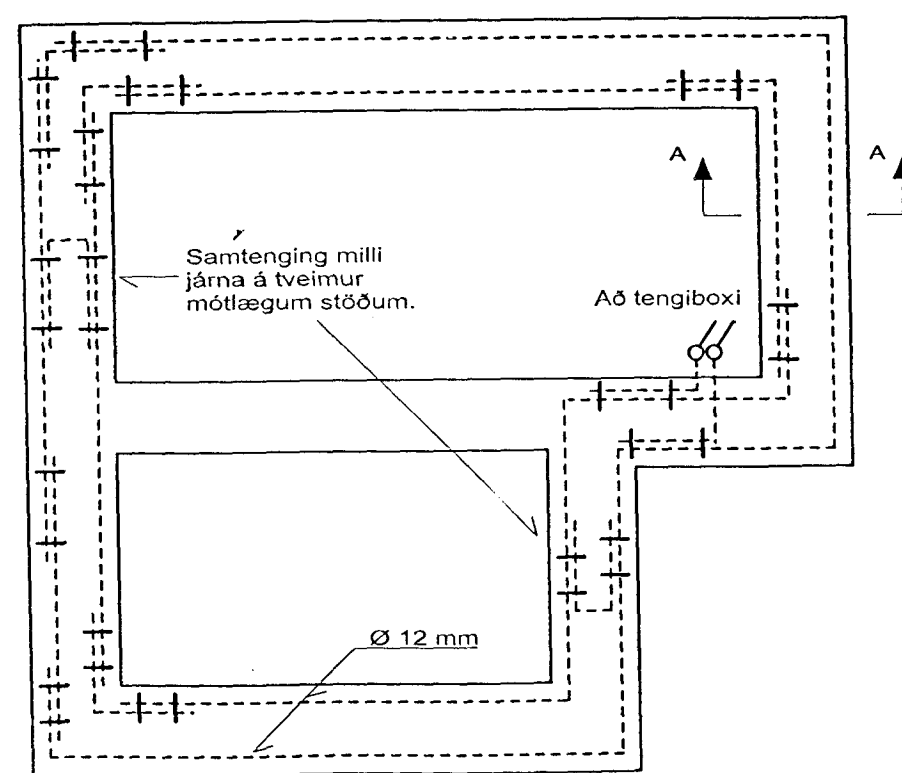 A A
Samtenging milli
járna á tveimur
mótlægum stöðum.
Að tengiboxi
Ø 12 mm